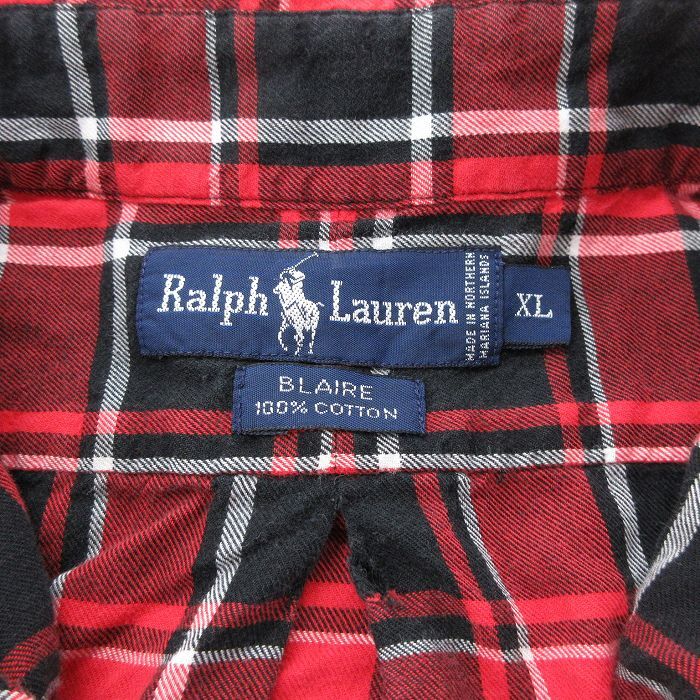 Ralph Lauren
MADE IN NORTHERN
MARIANA ISLANDS
XL
BLAIRE
100% COTTON